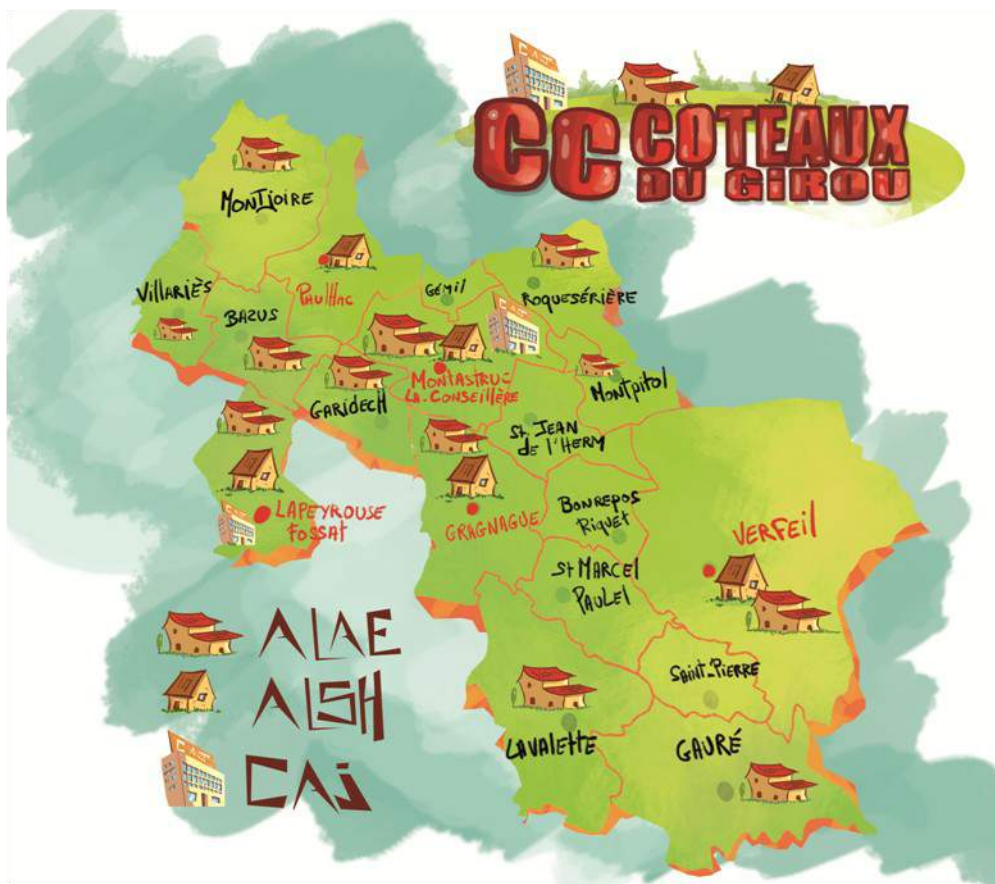 CC COTEAUX
DU GIROU
MONTJOIRE
VillARIÈS
BAZUS
PAUlHAC
GÉMIL
ROQUESÉRIÈRE
MONTASTRUC
LA-CONSEILLÈRE
GARIDECH
MONTPITOl
St JEAN
de l'HERM
LAPEYROUSE
FOSSAT
GRAGNAGUE
BONREPOS
RIQUET
VERFEIL
St MARCEL
PAULEL
SAINT-PIERRE
LAVALETTE
GAURÉ
ALAE
ALSH
CAJ